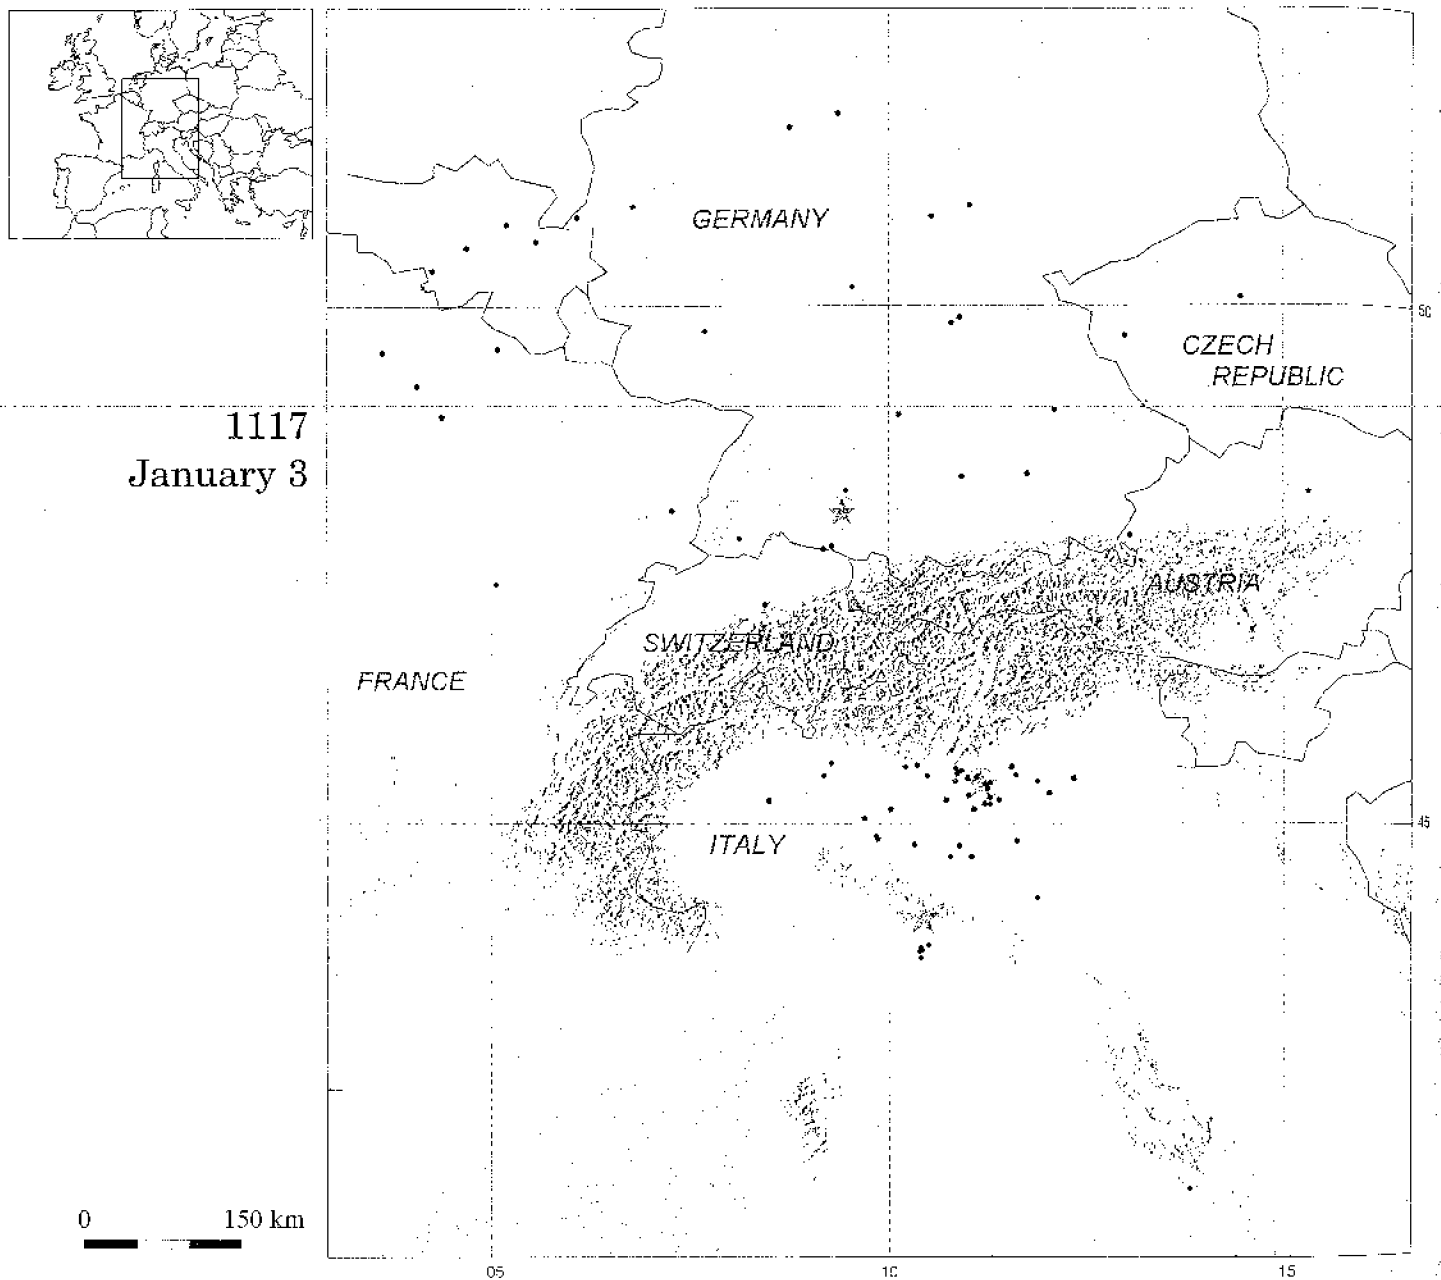 GERMANY
50
CZECH
REPUBLIC
1117
January 3
AUSTRIA
SWITZERLAND
FRANCE
45
ITALY
0 150 km
05 10 15